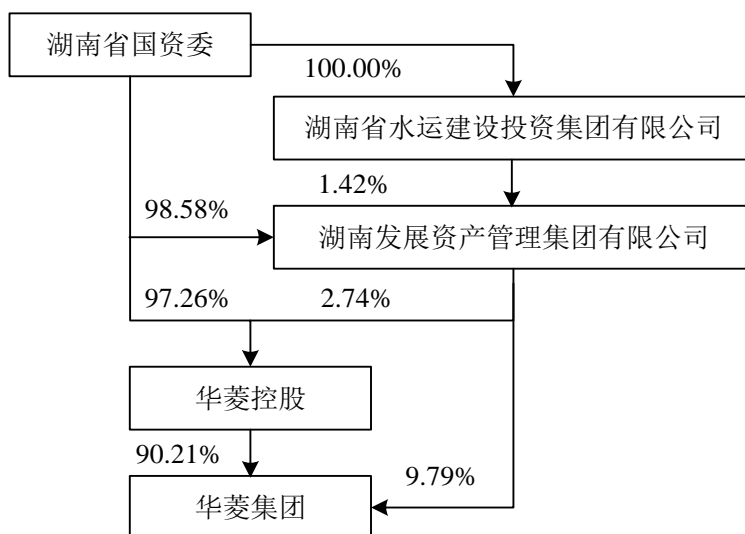 湖南省国资委
100.00%
湖南省水运建设投资集团有限公司
1.42%
98.58%
湖南发展资产管理集团有限公司
97.26%
2.74%
华菱控股
90.21%
9.79%
华菱集团